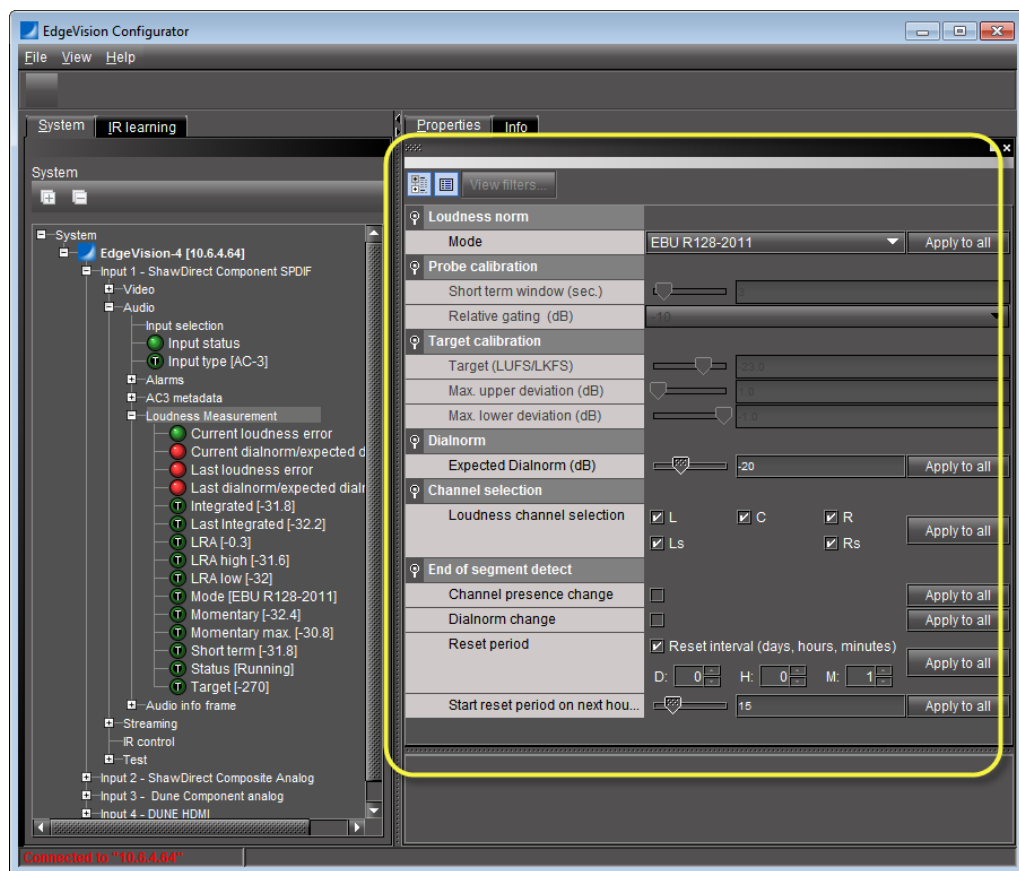 EdgeVision Configurator
File View Help
System IR learning
System
System
EdgeVision-4 [10.6.4.64]
Input 1 - ShawDirect Component SPDIF
Video
Audio
Input selection
Input status
T Input type [AC-3]
Alarms
AC3 metadata
Loudness Measurement
Current loudness error
Current dialnorm/expected d
Last loudness error
Last dialnorm/expected dialr
T Integrated [-31.8]
T Last Integrated [-32.2]
T LRA [-0.3]
T LRA high [-31.6]
T LRA low [-32]
T Mode [EBU R128-2011]
T Momentary [-32.4]
T Momentary max. [-30.8]
T Short term [-31.8]
T Status [Running]
T Target [-270]
Audio info frame
Streaming
IR control
Test
Input 2 - ShawDirect Composite Analog
Input 3 - Dune Component analog
Input 4 - DUNE HDMI
Connected to "10.6.4.64"
Properties Info
View filters...
Loudness norm
Mode EBU R128-2011 Apply to all
Probe calibration
Short term window (sec.) 3
Relative gating (dB) -10
Target calibration
Target (LUFS/LKFS) -23.0
Max. upper deviation (dB) 1.0
Max. lower deviation (dB) -1.0
Dialnorm
Expected Dialnorm (dB) -20 Apply to all
Channel selection
Loudness channel selection L C R Apply to all
Ls Rs
End of segment detect
Channel presence change Apply to all
Dialnorm change Apply to all
Reset period Reset interval (days, hours, minutes) Apply to all
D: 0 H: 0 M: 1
Start reset period on next hou... 15 Apply to all